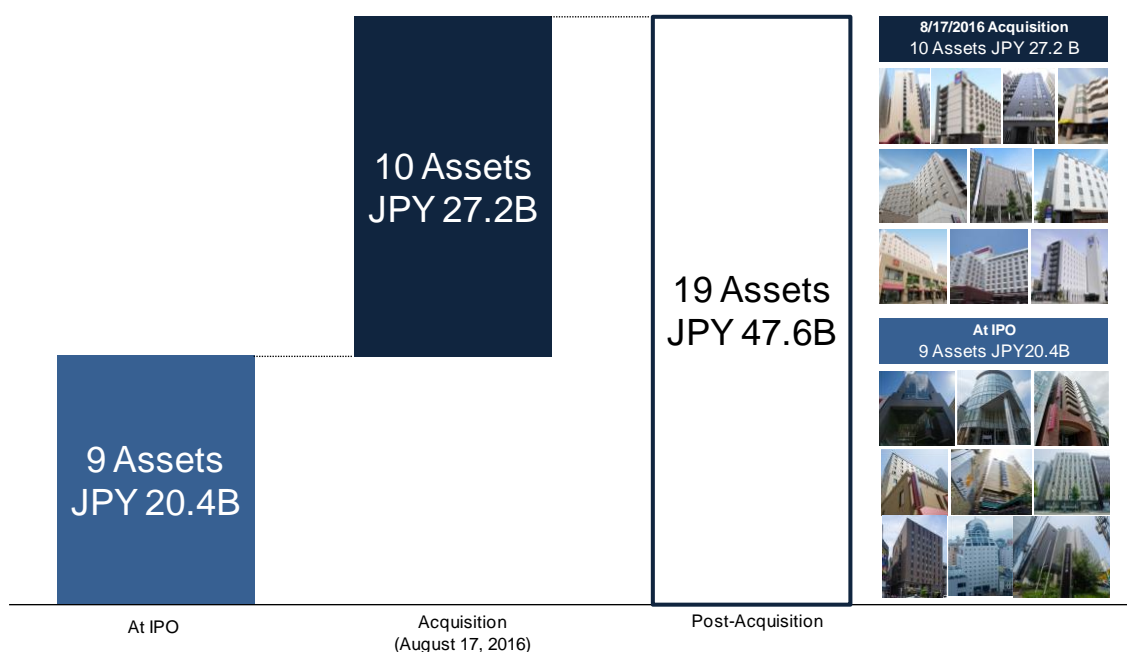 10 Assets
JPY 27.2B
9 Assets
JPY 20.4B
19 Assets
JPY 47.6B
At IPO
Acquisition
(August 17, 2016)
Post-Acquisition
8/17/2016 Acquisition
10 Assets JPY 27.2 B
At IPO
9 Assets JPY20.4B